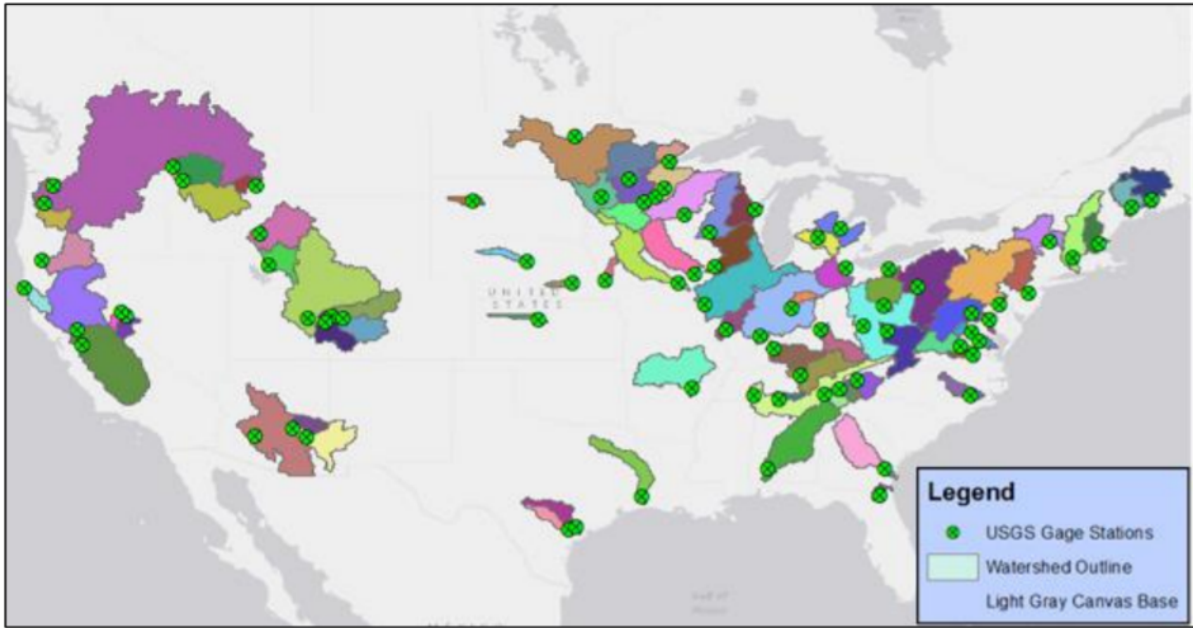 UNITED
STATES
Legend
USGS Gage Stations
Watershed Outline
Light Gray Canvas Base